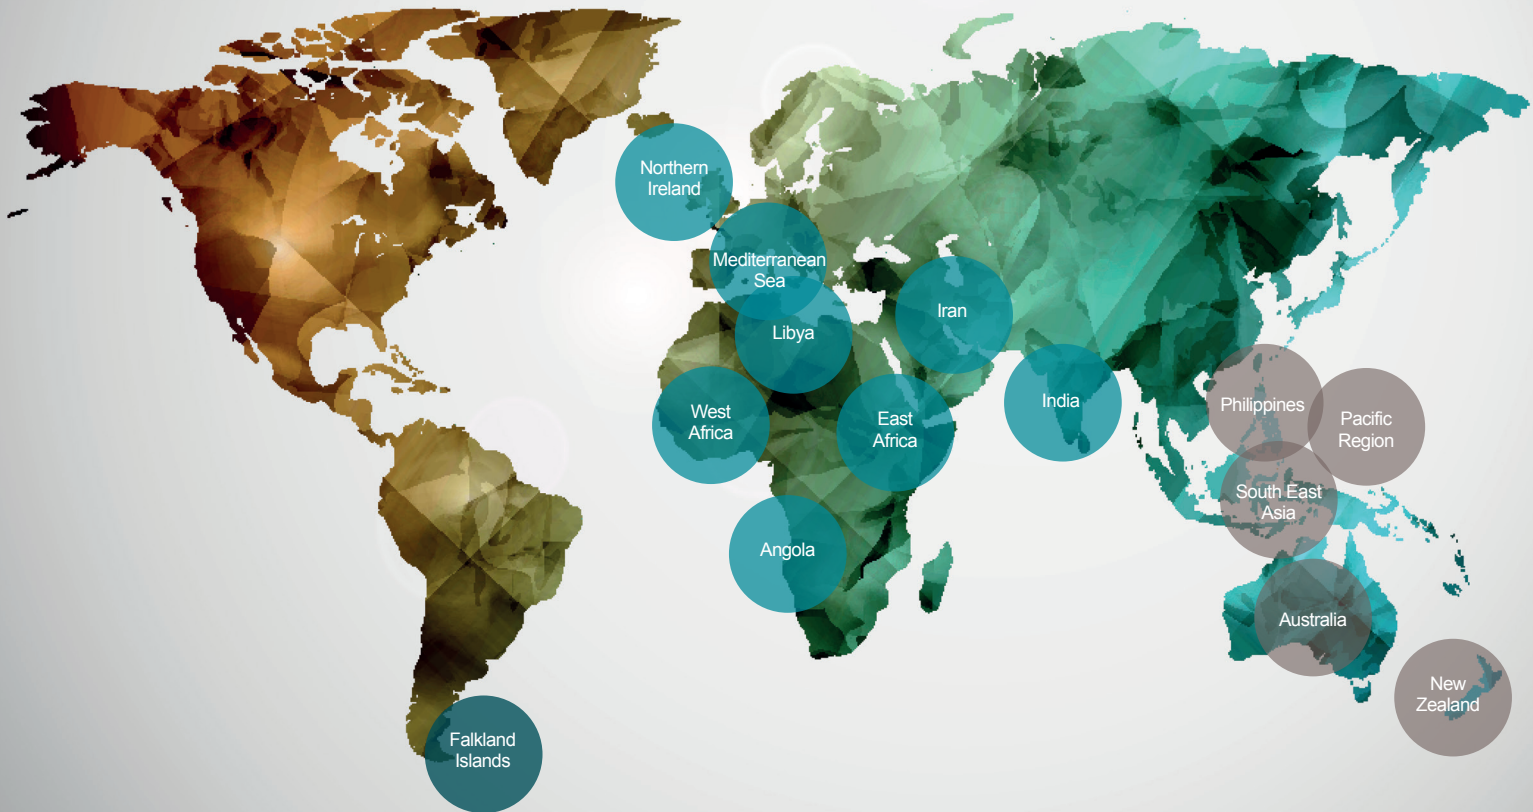 Northern
Ireland
Mediterranean
Sea
Libya
Iran
West
Africa
East
Africa
India
Philippines
Pacific
Region
South East
Asia
Angola
Australia
New
Zealand
Falkland
Islands